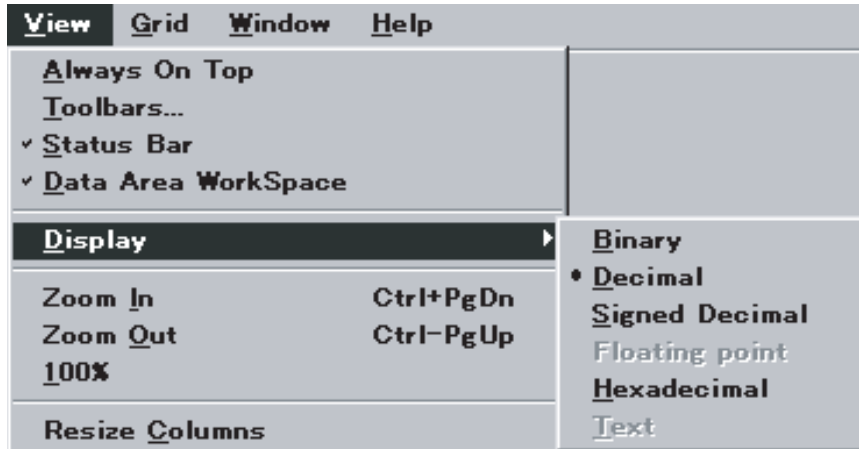 View Grid Window Help
Always On Top
Toolbars...
Status Bar
Data Area WorkSpace
Display
Zoom In Ctrl+PgDn
Zoom Out Ctrl-PgUp
100%
Resize Columns
Binary
Decimal
Signed Decimal
Floating point
Hexadecimal
Text